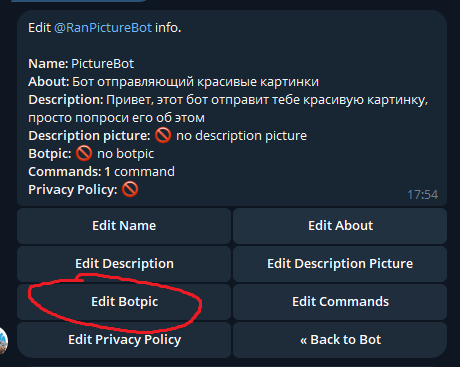 Edit @RanPictureBot info.
Name: PictureBot
About: Бот отправляющий красивые картинки
Description: Привет, этот бот отправит тебе красивую картинку,
просто попроси его об этом
Description picture: 🚫 no description picture
Botpic: 🚫 no botpic
Commands: 1 command
Privacy Policy: 🚫
17:54
Edit Name
Edit About
Edit Description
Edit Description Picture
Edit Botpic
Edit Commands
Edit Privacy Policy
« Back to Bot